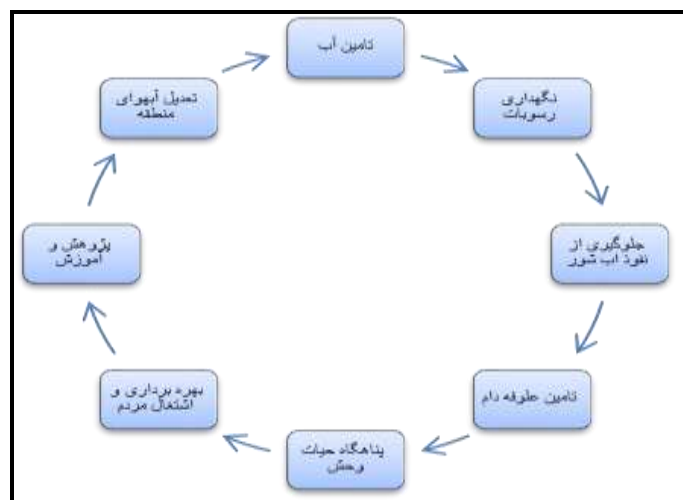 تامین آب
نگهداری
رسوبات
جلوگیری از
نفوذ اب شور
تامین علوفه دام
پناهگاه حیات
وحش
بهره برداری و
اشتغال مردم
پژوهش و
آموزش
تعدیل آبهوای
منطقه